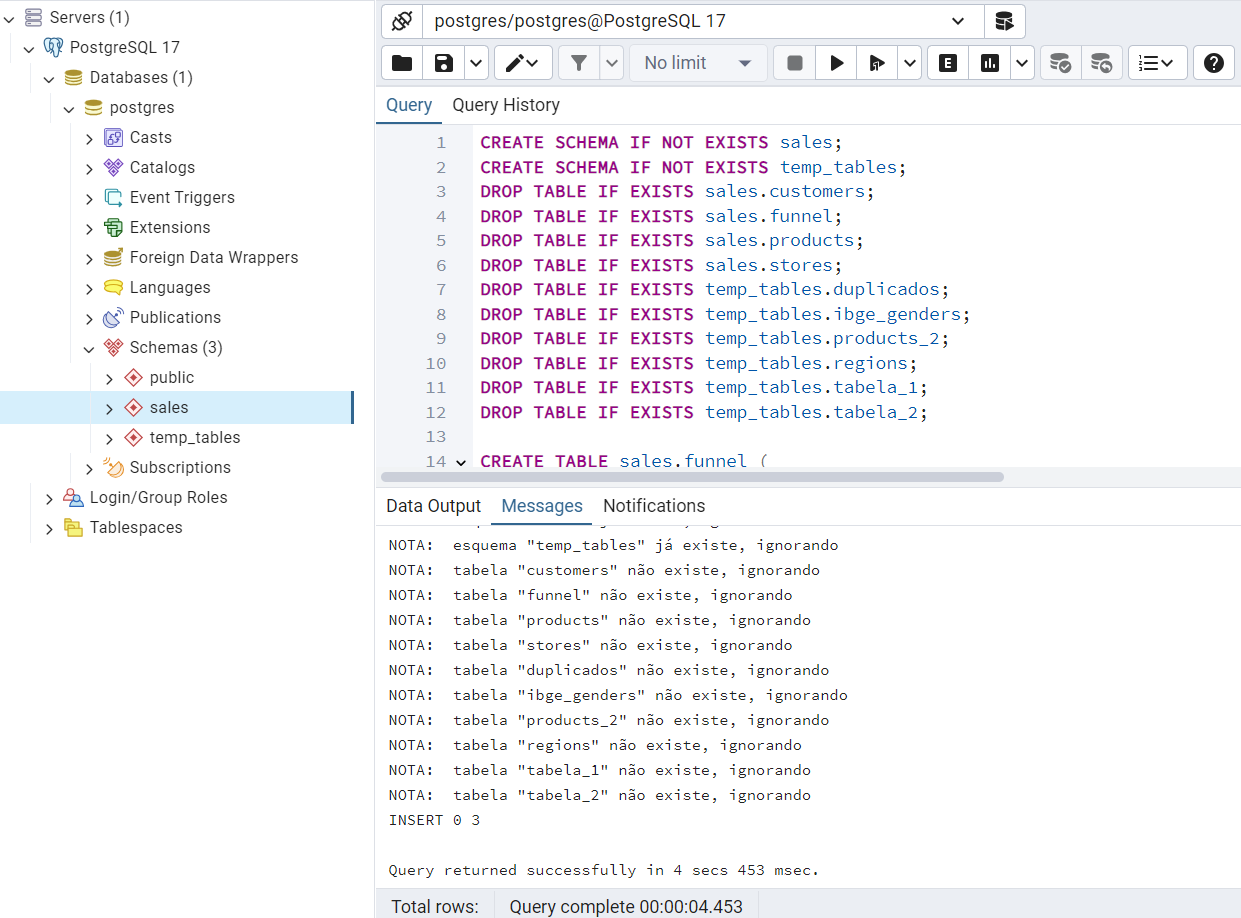 Servers (1)
PostgreSQL 17
Databases (1)
postgres
Casts
Catalogs
Event Triggers
Extensions
Foreign Data Wrappers
Languages
Publications
Schemas (3)
public
sales
temp_tables
Subscriptions
Login/Group Roles
Tablespaces
postgres/postgres@PostgreSQL 17
No limit
E
Query Query History
1 CREATE SCHEMA IF NOT EXISTS sales;
2 CREATE SCHEMA IF NOT EXISTS temp_tables;
3 DROP TABLE IF EXISTS sales.customers;
4 DROP TABLE IF EXISTS sales.funnel;
5 DROP TABLE IF EXISTS sales.products;
6 DROP TABLE IF EXISTS sales.stores;
7 DROP TABLE IF EXISTS temp_tables.duplicados;
8 DROP TABLE IF EXISTS temp_tables.ibge_genders;
9 DROP TABLE IF EXISTS temp_tables.products_2;
10 DROP TABLE IF EXISTS temp_tables.regions;
11 DROP TABLE IF EXISTS temp_tables.tabela_1;
12 DROP TABLE IF EXISTS temp_tables.tabela_2;
13
14 CREATE TABLE sales.funnel (
Data Output Messages Notifications
NOTA:  esquema "temp_tables" já existe, ignorando
NOTA:  tabela "customers" não existe, ignorando
NOTA:  tabela "funnel" não existe, ignorando
NOTA:  tabela "products" não existe, ignorando
NOTA:  tabela "stores" não existe, ignorando
NOTA:  tabela "duplicados" não existe, ignorando
NOTA:  tabela "ibge_genders" não existe, ignorando
NOTA:  tabela "products_2" não existe, ignorando
NOTA:  tabela "regions" não existe, ignorando
NOTA:  tabela "tabela_1" não existe, ignorando
NOTA:  tabela "tabela_2" não existe, ignorando
INSERT 0 3
Query returned successfully in 4 secs 453 msec.
Total rows: Query complete 00:00:04.453